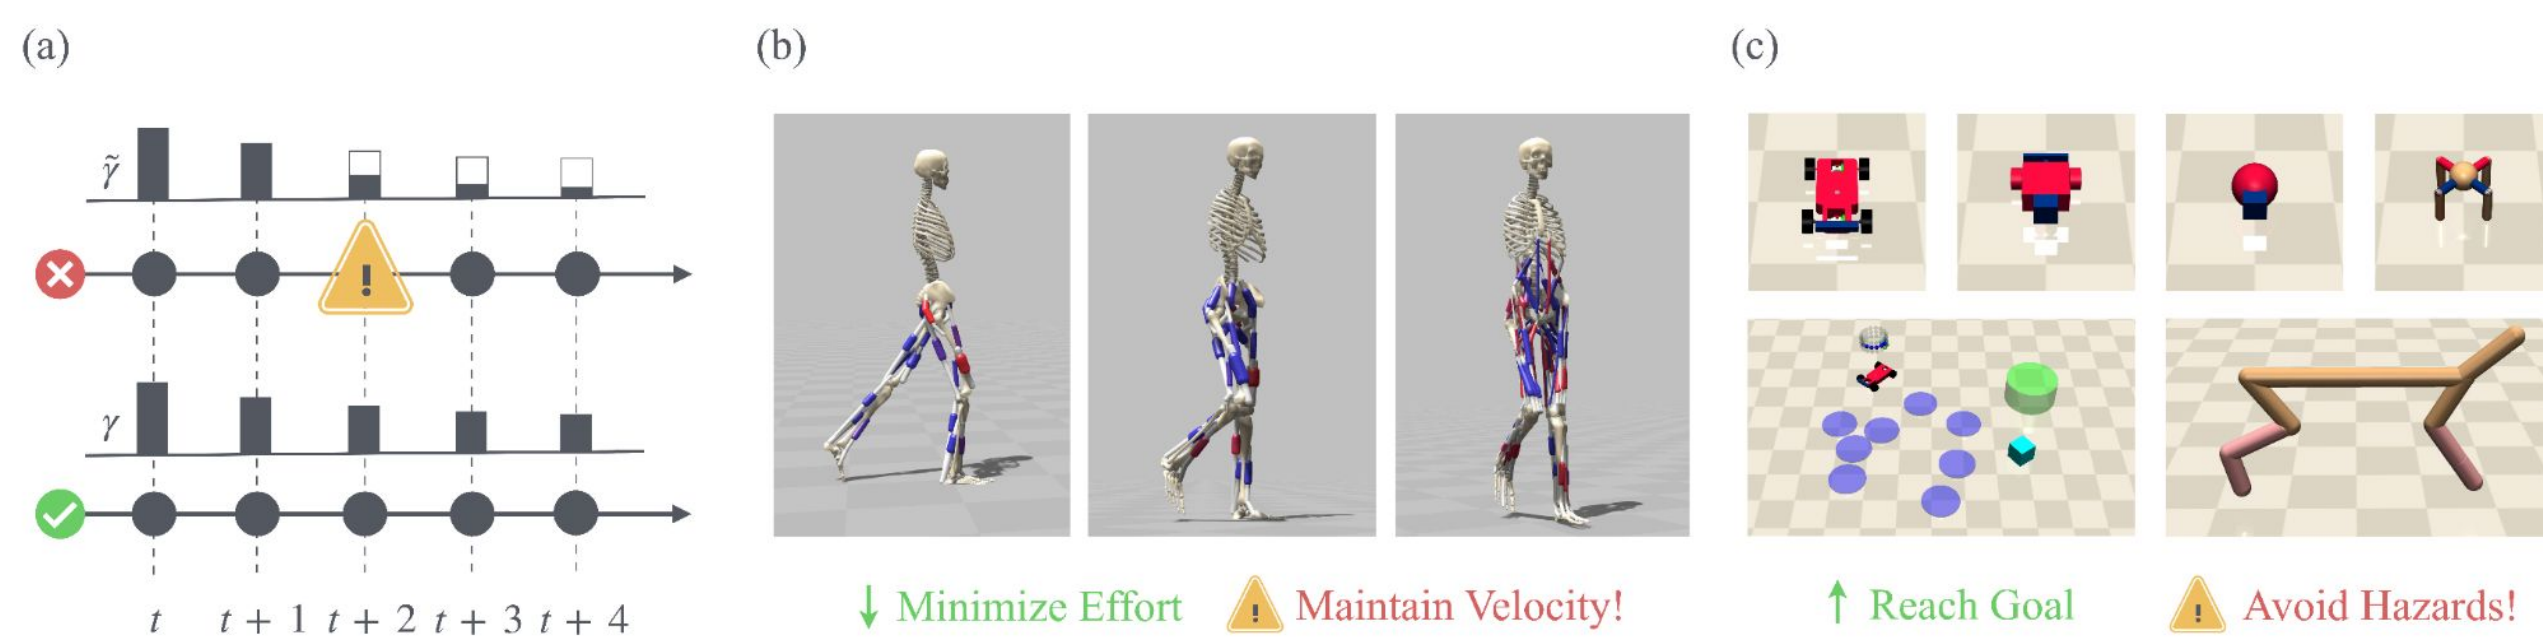 (a)
(b)
(c)
γ̃
!
γ
t t + 1 t + 2 t + 3 t + 4
↓ Minimize Effort ! Maintain Velocity!
↑ Reach Goal ! Avoid Hazards!